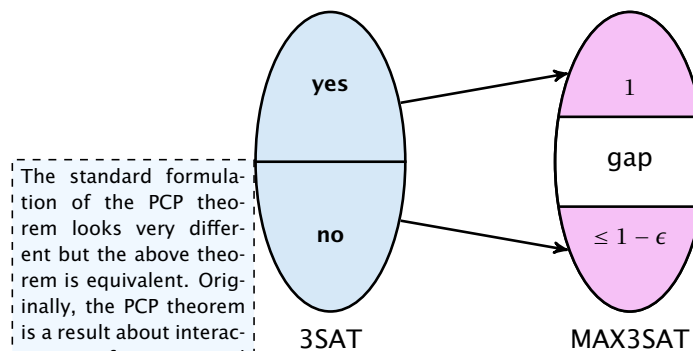 yes
1
gap
no
≤ 1 − ϵ
The standard formula-
tion of the PCP theo-
rem looks very differ-
ent but the above theo-
rem is equivalent. Orig-
inally, the PCP theorem
is a result about interac-
3SAT
MAX3SAT